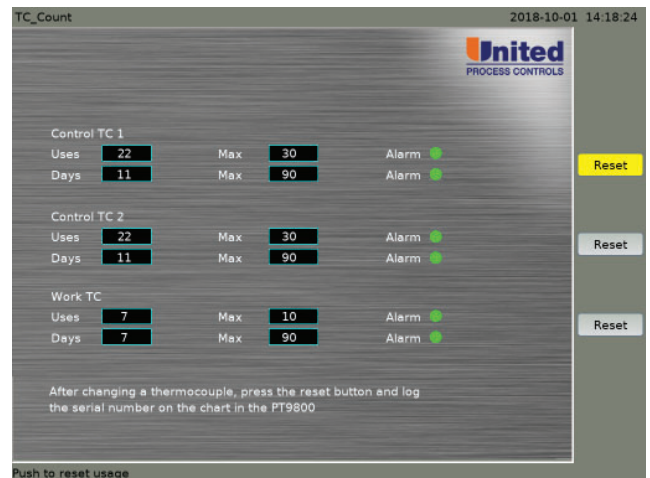 TC_Count 2018-10-01 14:18:24
United
PROCESS CONTROLS
Control TC 1
Uses 22 Max 30 Alarm
Days 11 Max 90 Alarm
Reset
Control TC 2
Uses 22 Max 30 Alarm
Days 11 Max 90 Alarm
Reset
Work TC
Uses 7 Max 10 Alarm
Days 7 Max 90 Alarm
Reset
After changing a thermocouple, press the reset button and log
the serial number on the chart in the PT9800
Push to reset usage